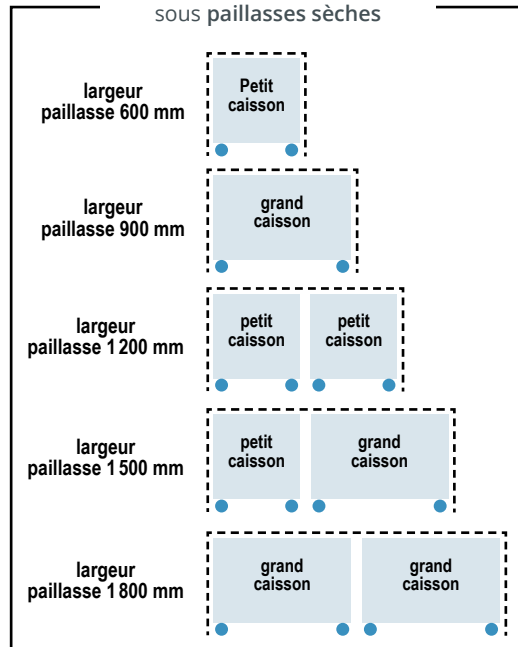 sous paillasses sèches
largeur
paillasse 600 mm
Petit
caisson
largeur
paillasse 900 mm
grand
caisson
largeur
paillasse 1 200 mm
petit
caisson
petit
caisson
largeur
paillasse 1 500 mm
petit
caisson
grand
caisson
largeur
paillasse 1 800 mm
grand
caisson
grand
caisson